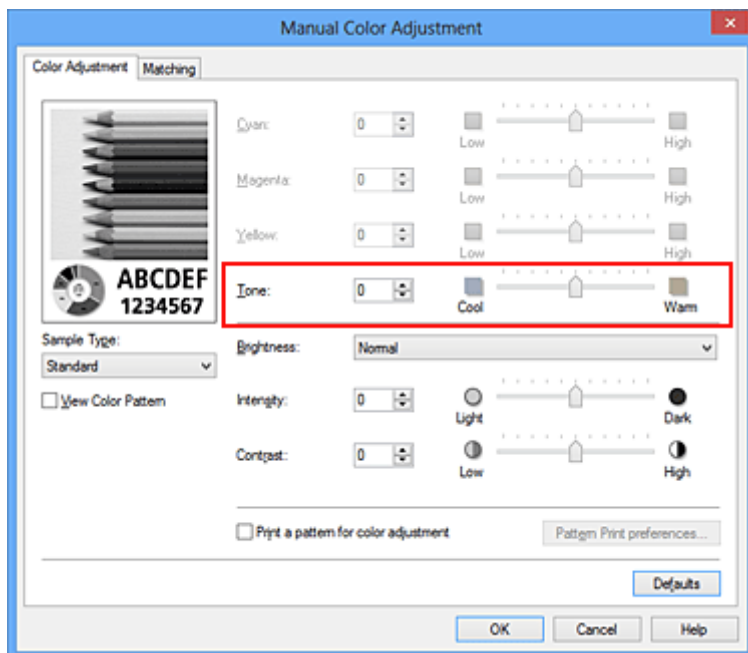 Manual Color Adjustment
Color Adjustment Matching
Cyan: 0 Low High
Magenta: 0 Low High
Yellow: 0 Low High
ABCDEF
1234567
Tone: 0 Cool Warm
Sample Type:
Standard
View Color Pattern
Brightness: Normal
Intensity: 0 Light Dark
Contrast: 0 Low High
Print a pattern for color adjustment Pattern Print preferences...
Defaults
OK Cancel Help